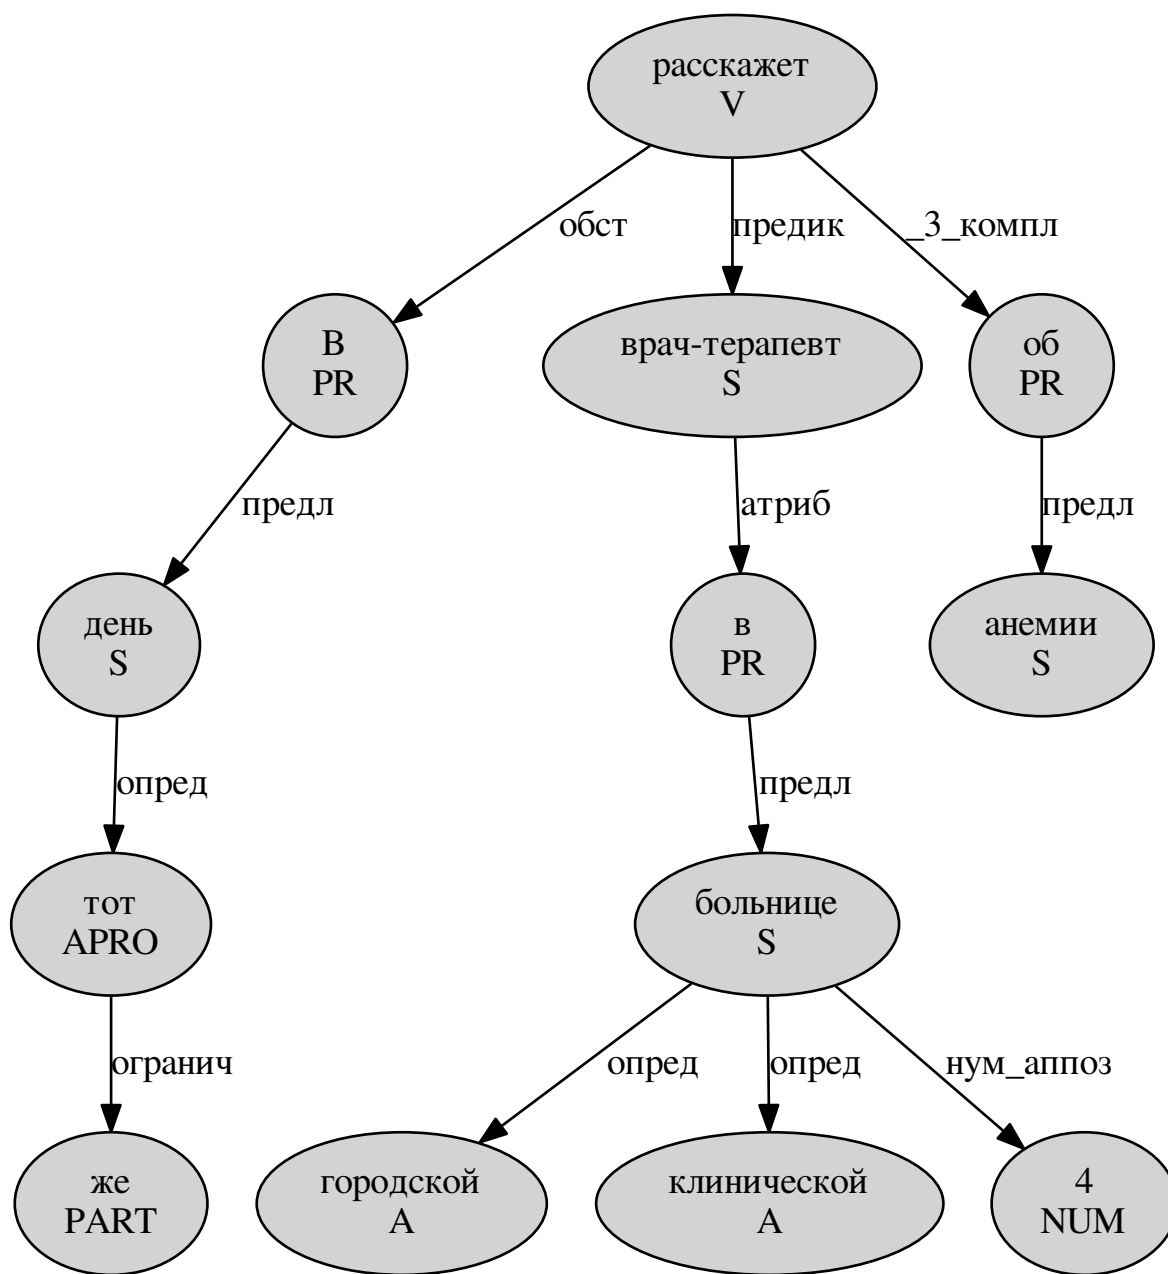 расскажет
V
обст
предик
_3_компл
В
PR
врач-терапевт
S
об
PR
предл
атриб
предл
день
S
в
PR
анемии
S
опред
предл
тот
APRO
больнице
S
огранич
опред
опред
нум_аппоз
же
PART
городской
A
клинической
A
4
NUM